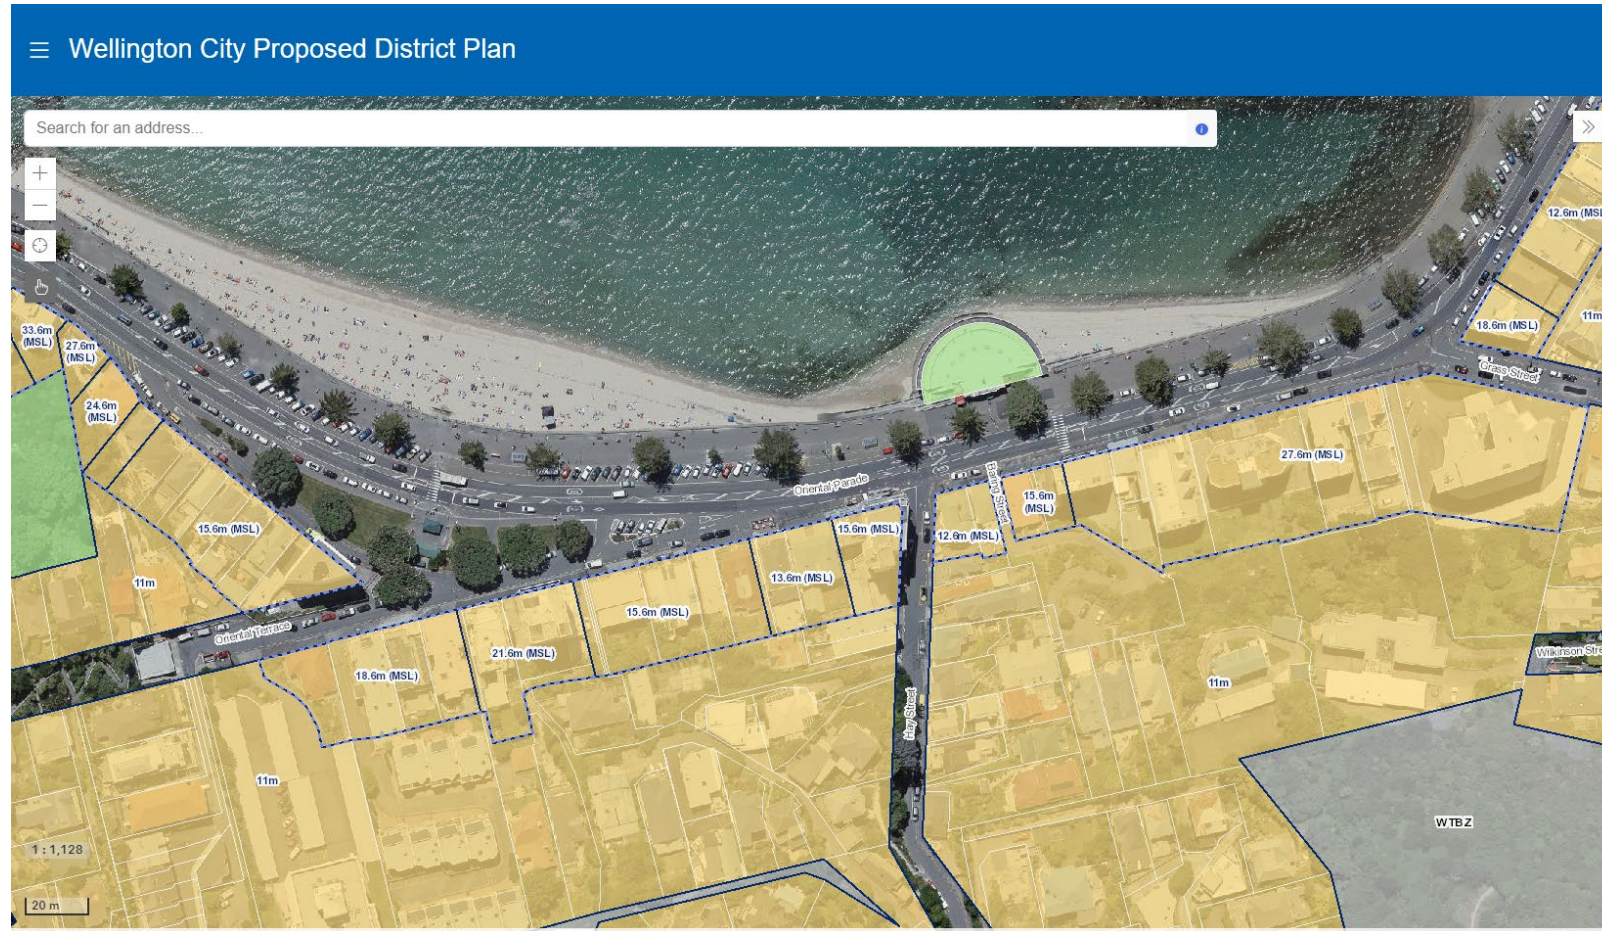 Wellington City Proposed District Plan
Search for an address...
12.6m (MSL
33.6m
(MSL)
27.6m
(MSL)
18.6m (MSL)
11m
Grass Street
24.6m
(MSL)
27.6m (MSL)
Oriental Parade
Baring Street
15.6m
(MSL)
15.6m (MSL)
15.6m (MSL)
12.6m (MSL)
11m
13.6m (MSL)
15.6m (MSL)
Oriental Terrace
21.6m (MSL)
Wilkinson Stre
18.6m (MSL)
11m
Hay Street
11m
WTBZ
1 : 1,128
20 m